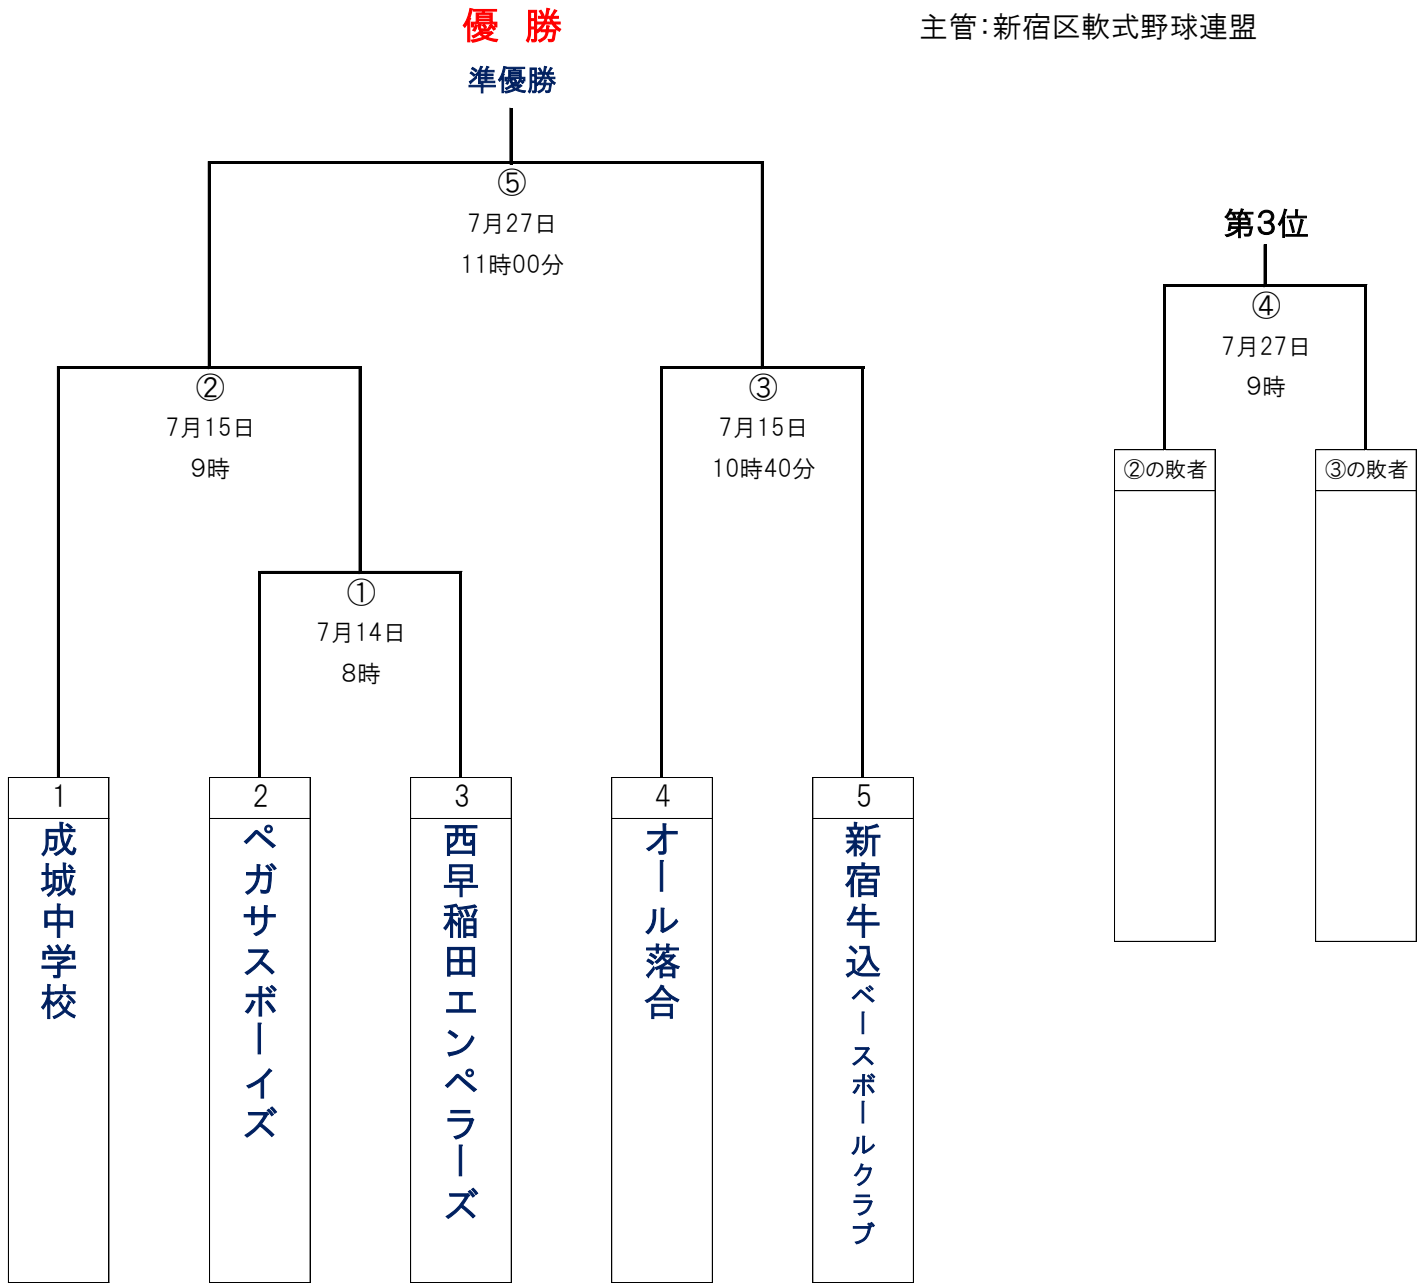 優 勝
主管:新宿区軟式野球連盟
準優勝
⑤
7月27日
11時00分
第3位
④
7月27日
9時
②の敗者
③の敗者
②
7月15日
9時
③
7月15日
10時40分
①
7月14日
8時
1
成城中学校
2
ペガサスボーイズ
3
西早稲田エンペラーズ
4
オール落合
5
新宿牛込ベースボールクラブ